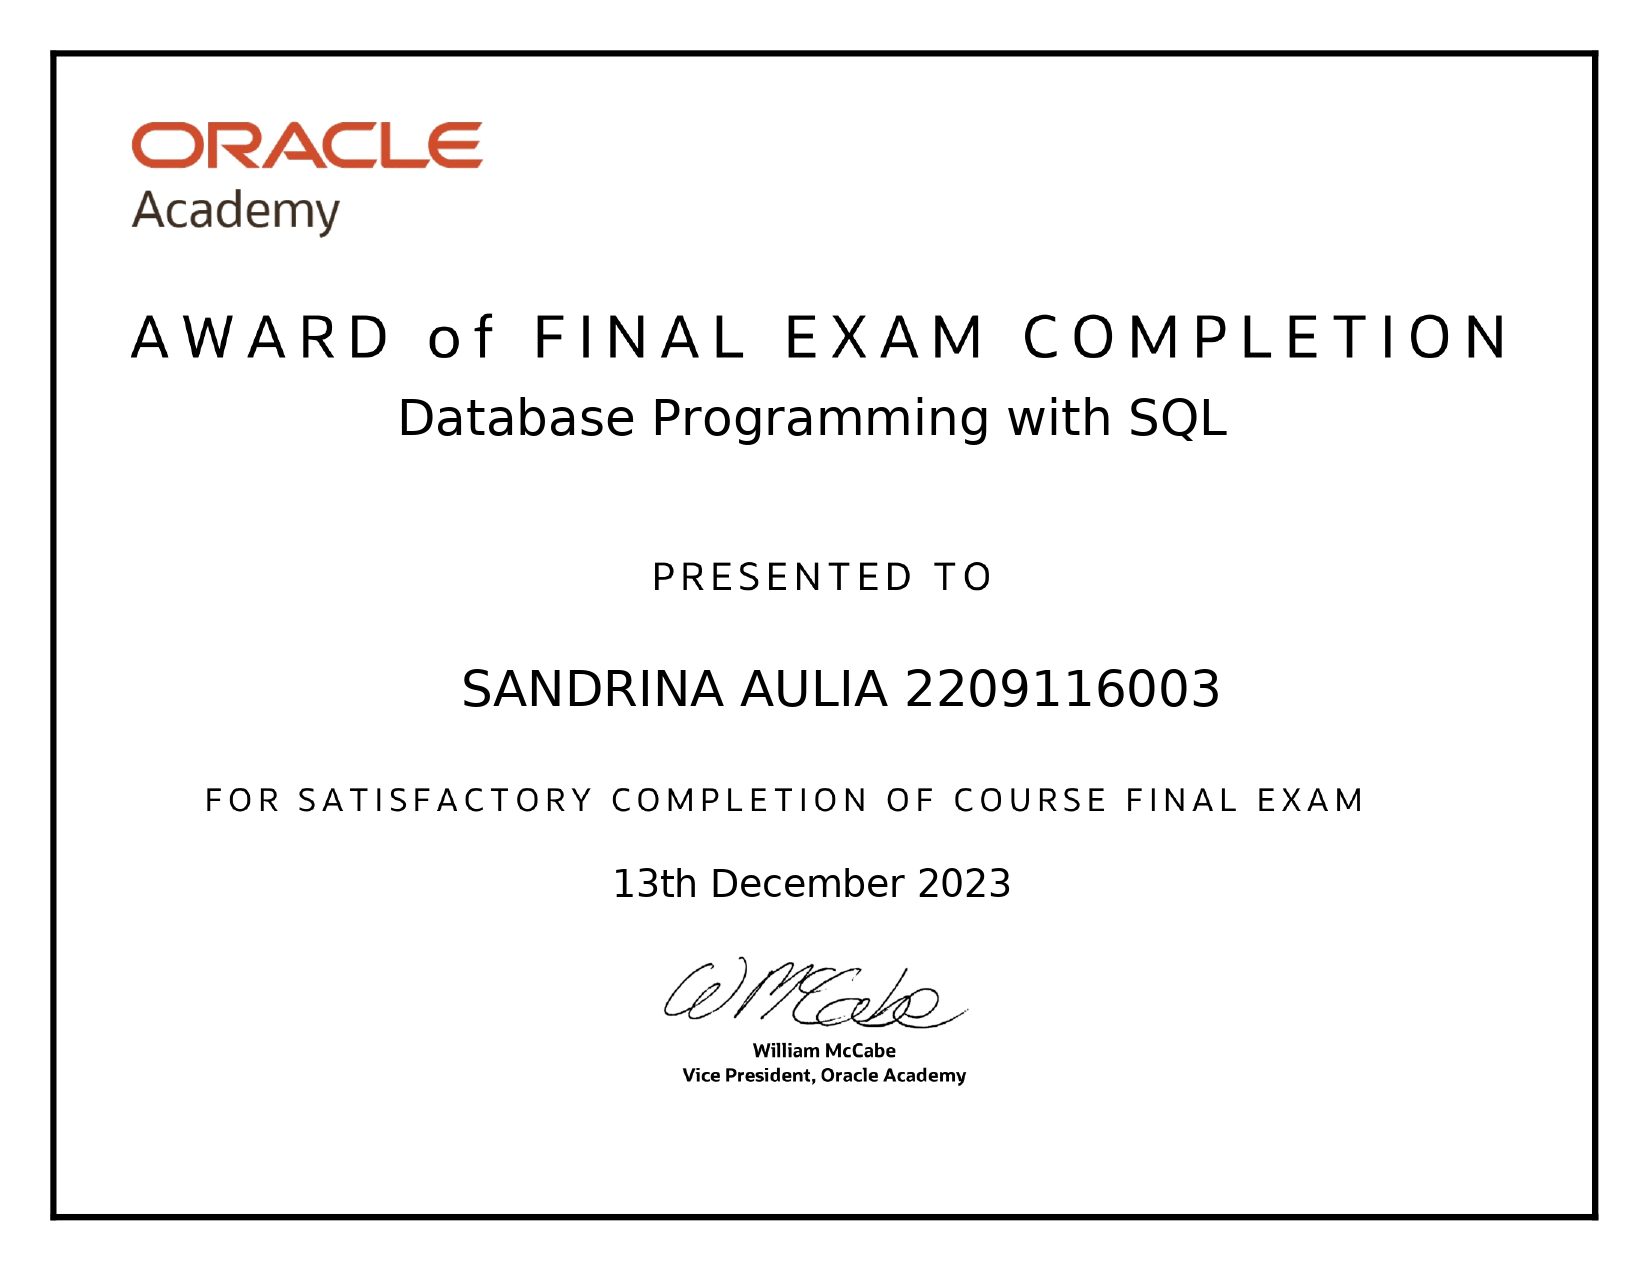 ORACLE
Academy
AWARD of FINAL EXAM COMPLETION
Database Programming with SQL
PRESENTED TO
SANDRINA AULIA 2209116003
FOR SATISFACTORY COMPLETION OF COURSE FINAL EXAM
13th December 2023
W McCabe
William McCabe
Vice President, Oracle Academy